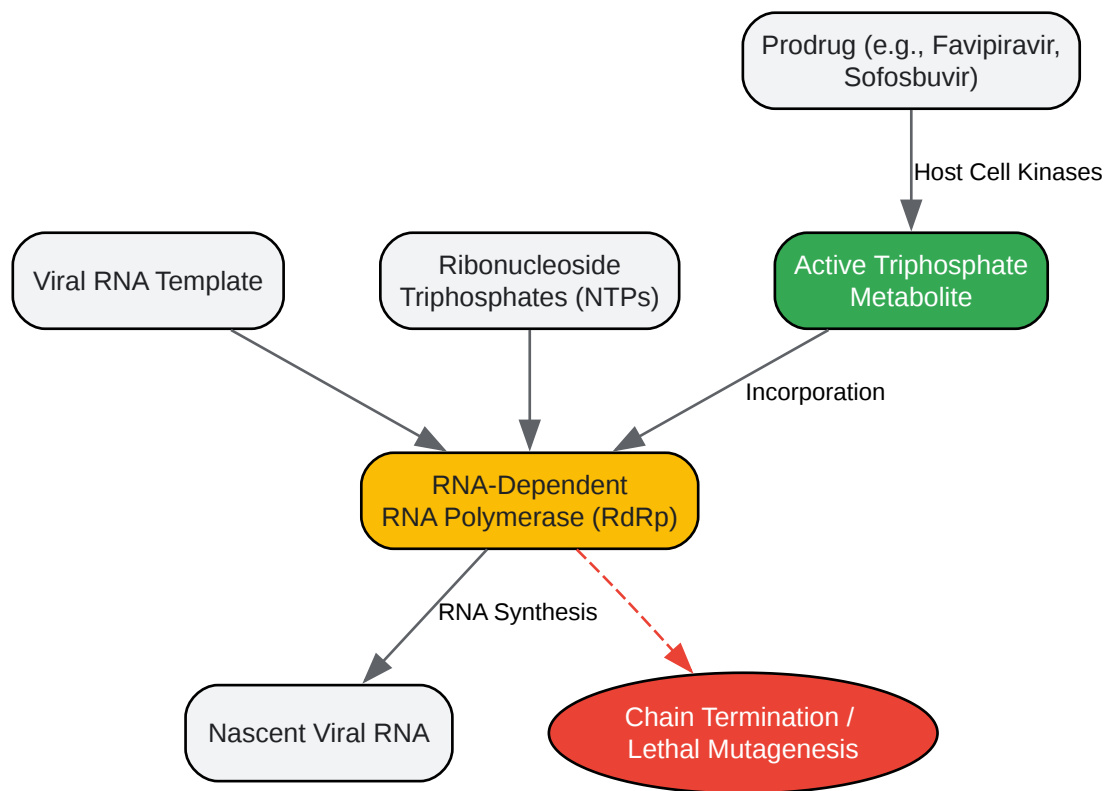 Prodrug (e.g., Favipiravir,
Sofosbuvir)
Host Cell Kinases
Viral RNA Template
Ribonucleoside
Triphosphates (NTPs)
Active Triphosphate
Metabolite
Incorporation
RNA-Dependent
RNA Polymerase (RdRp)
RNA Synthesis
Nascent Viral RNA
Chain Termination /
Lethal Mutagenesis